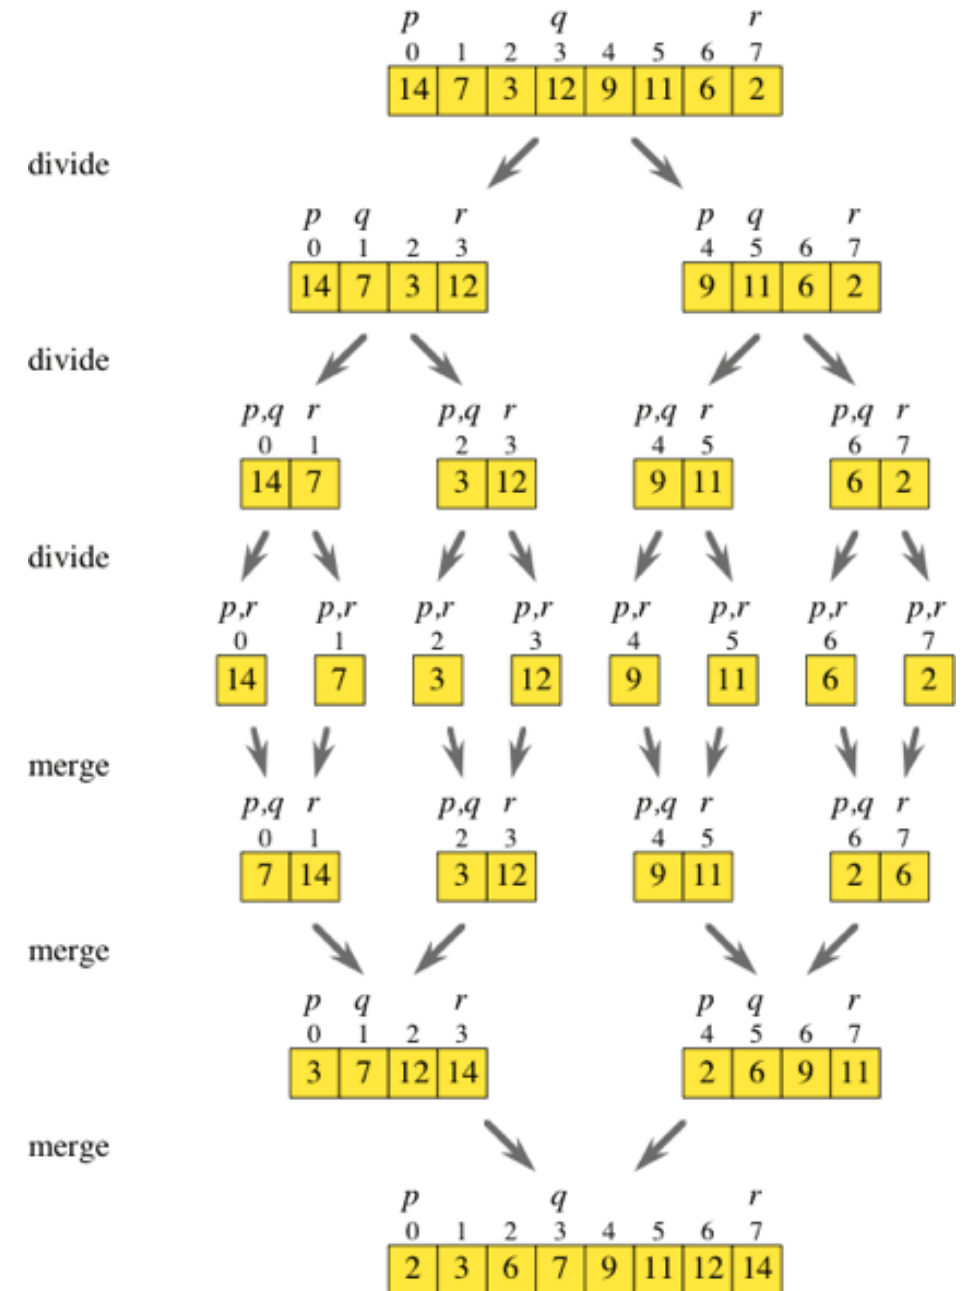 p q r
0 1 2 3 4 5 6 7
14 7 3 12 9 11 6 2
divide
p q r p q r
0 1 2 3 4 5 6 7
14 7 3 12 9 11 6 2
divide
p,q r p,q r p,q r p,q r
0 1 2 3 4 5 6 7
14 7 3 12 9 11 6 2
divide
p,r p,r p,r p,r p,r p,r p,r p,r
0 1 2 3 4 5 6 7
14 7 3 12 9 11 6 2
merge
p,q r p,q r p,q r p,q r
0 1 2 3 4 5 6 7
7 14 3 12 9 11 2 6
merge
p q r p q r
0 1 2 3 4 5 6 7
3 7 12 14 2 6 9 11
merge
p q r
0 1 2 3 4 5 6 7
2 3 6 7 9 11 12 14